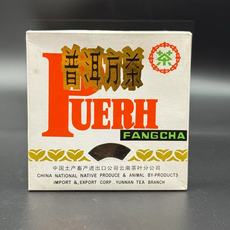 茶
普洱方茶
PUERH
FANGCHA
中国土产畜产进出口公司云南茶叶分公司
CHINA NATIONAL NATIVE PRODUCE & ANIMAL BY-PRODUCTS
IMPORT & EXPORT CORP. YUNNAN TEA BRANCH